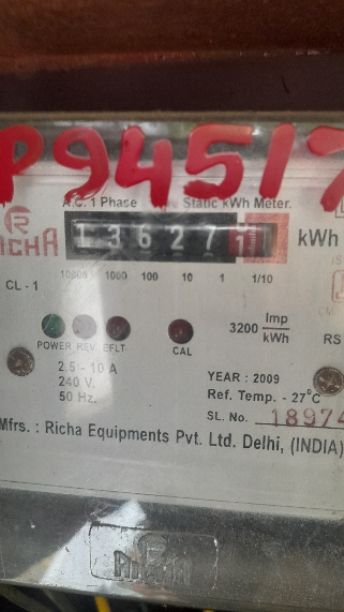 P94517
A.C. 1 Phase Static kWh Meter.
RICHA
136271 kWh
10000 1000 100 10 1 1/10
CL - 1
3200 Imp/kWh
POWER REV. EFLT. CAL
RS
2.5 - 10 A
240 V.
50 Hz.
YEAR : 2009
Ref. Temp. - 27°C
SL. No. 18974
Mfrs. : Richa Equipments Pvt. Ltd. Delhi, (INDIA)
RICHA